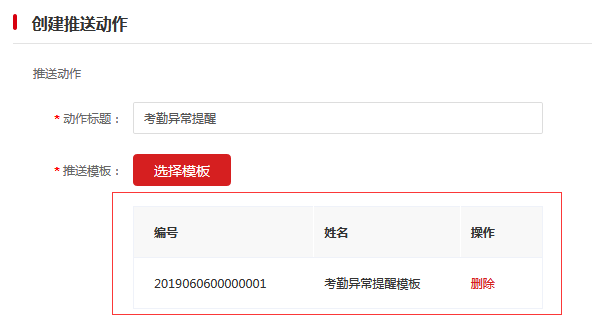 创建推送动作
推送动作
* 动作标题： 考勤异常提醒
* 推送模板： 选择模板
编号 姓名 操作
2019060600000001 考勤异常提醒模板 删除